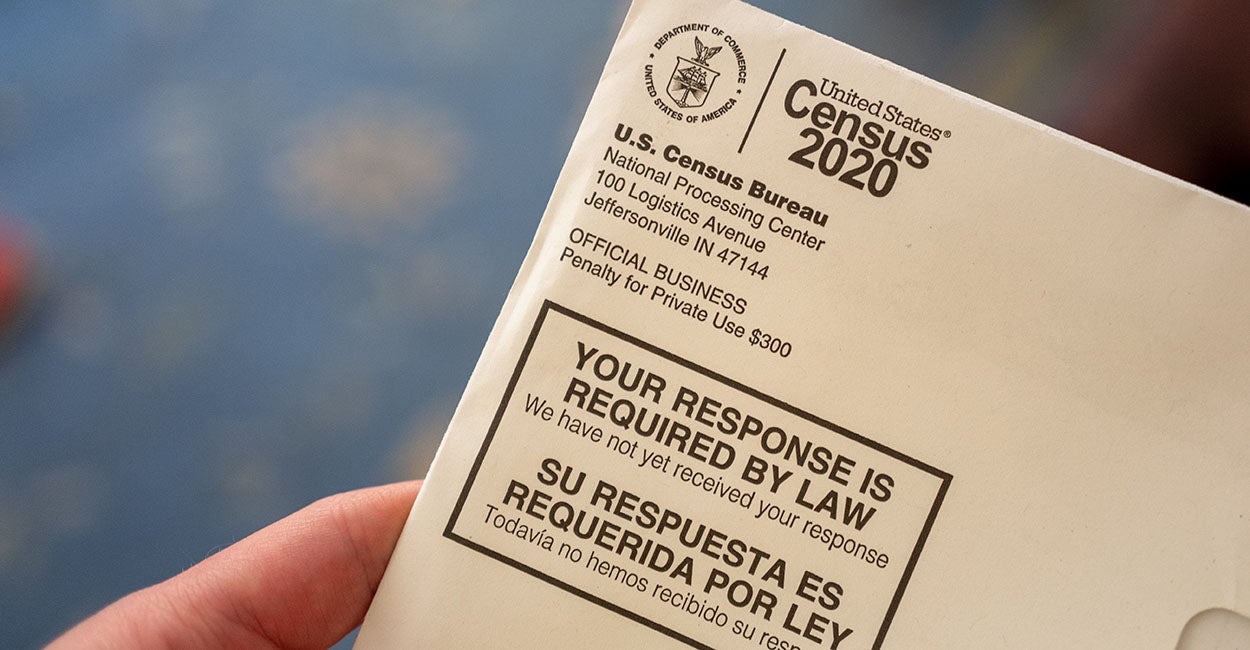 DEPARTMENT OF COMMERCE
UNITED STATES OF AMERICA
United States®
Census
2020
U.S. Census Bureau
National Processing Center
100 Logistics Avenue
Jeffersonville IN 47144
OFFICIAL BUSINESS
Penalty for Private Use $300
YOUR RESPONSE IS
REQUIRED BY LAW
We have not yet received your response
SU RESPUESTA ES
REQUERIDA POR LEY
Todavía no hemos recibido su resp